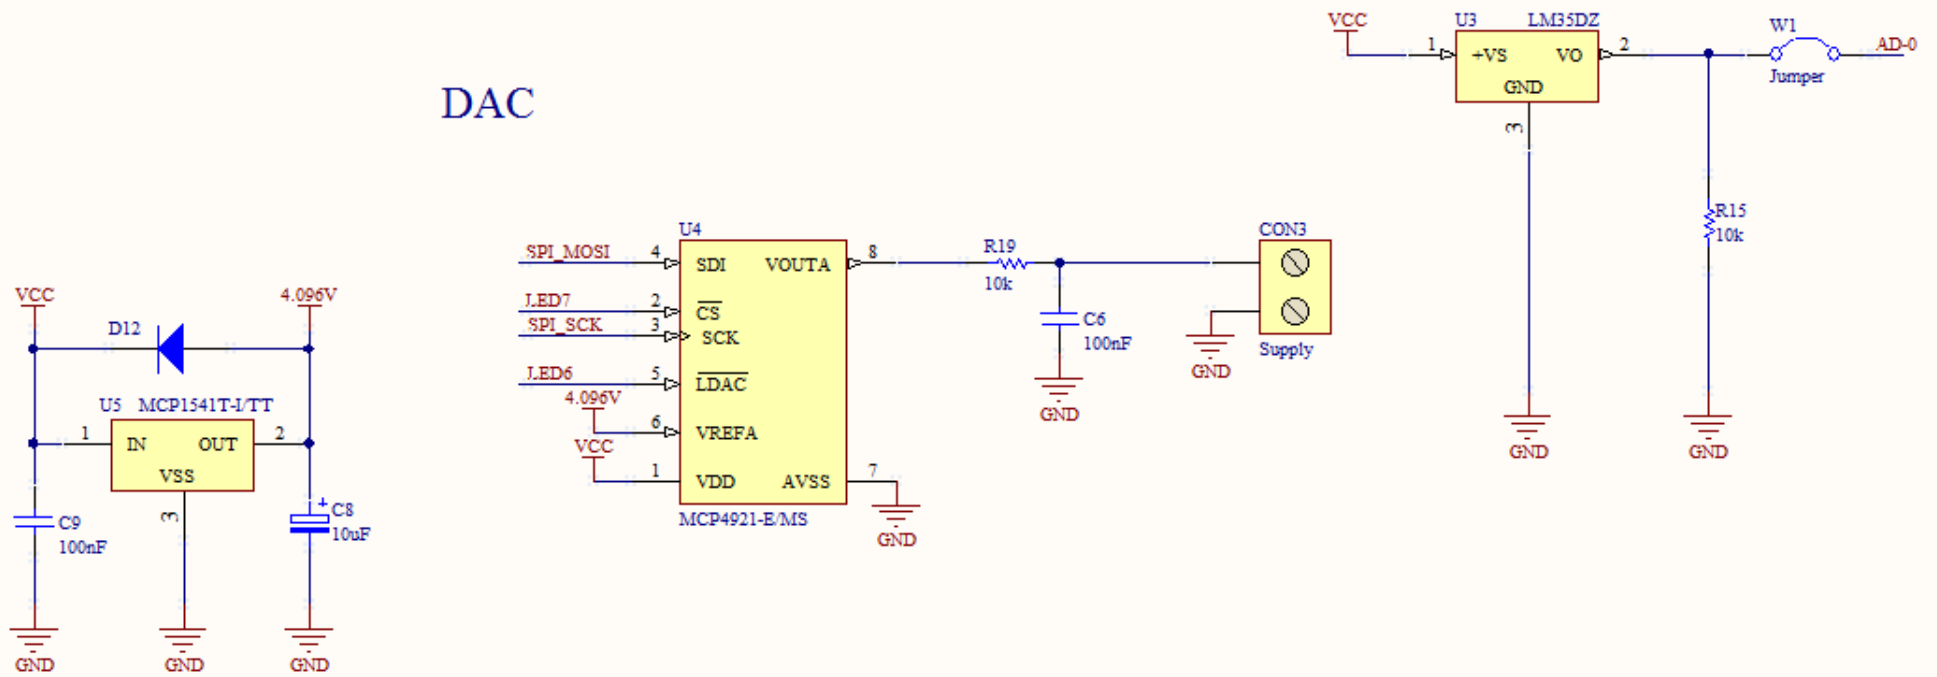 DAC
VCC
4.096V
D12
U5 MCP1541T-I/TT
1 IN OUT 2
VSS
3
C9
100nF
C8
+
10uF
GND
GND
GND
U4
SPI_MOSI 4 SDI VOUTA 8
LED7 2 CS
SPI_SCK 3 SCK
LED6 5 LDAC
4.096V
6 VREFA
VCC
1 VDD AVSS 7
MCP4921-E/MS
GND
R19
10k
C6
100nF
GND
CON3
Supply
GND
VCC
U3 LM35DZ
1 +VS VO 2
GND
3
GND
W1
Jumper
AD-0
R15
10k
GND